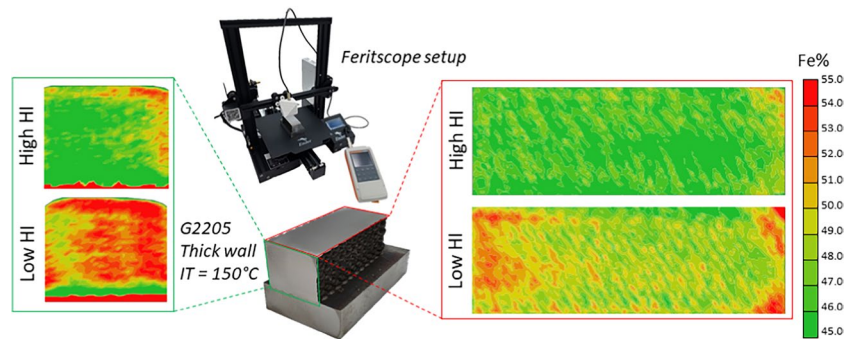 Feritscope setup
High HI
Low HI
G2205
Thick wall
IT = 150°C
High HI
Low HI
Fe%
55.0
54.0
53.0
52.0
51.0
50.0
49.0
48.0
47.0
46.0
45.0